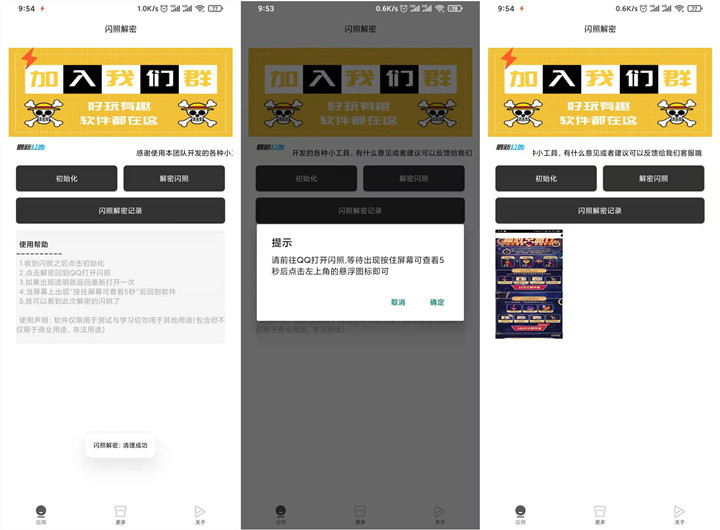 9:54
1.0K/s
77
闪照解密
加入我们群
好玩有趣
软件都在这
最新公告
感谢使用本团队开发的各种小工
初始化
解密闪照
闪照解密记录
使用帮助
----------
1.收到闪照之后点击初始化
2.点击解密回到QQ打开闪照
3.如果出现透明就返回重新打开一次
4.当屏幕上出现"按住屏幕可查看5秒"后回到软件
5.就可以看到此次解密的闪照了
使用声明：软件仅限用于测试与学习切勿用于其他用途(包含但不
仅限于商业用途、非法用途)
闪照解密: 清理成功
应用
更多
关于
9:53
0.6K/s
78
闪照解密
加入我们群
好玩有趣
软件都在这
最新公告
开发的各种小工具，有什么意见或者建议可以反馈给我们
初始化
解密闪照
闪照解密记录
提示
请前往QQ打开闪照,等待出现按住屏幕可查看5
秒后点击左上角的悬浮图标即可
取消
确定
仅限于商业用途、非法用途)
应用
更多
关于
9:54
0.6K/s
77
闪照解密
加入我们群
好玩有趣
软件都在这
最新公告
小工具，有什么意见或者建议可以反馈给我们客服哦
初始化
解密闪照
闪照解密记录
应用
更多
关于